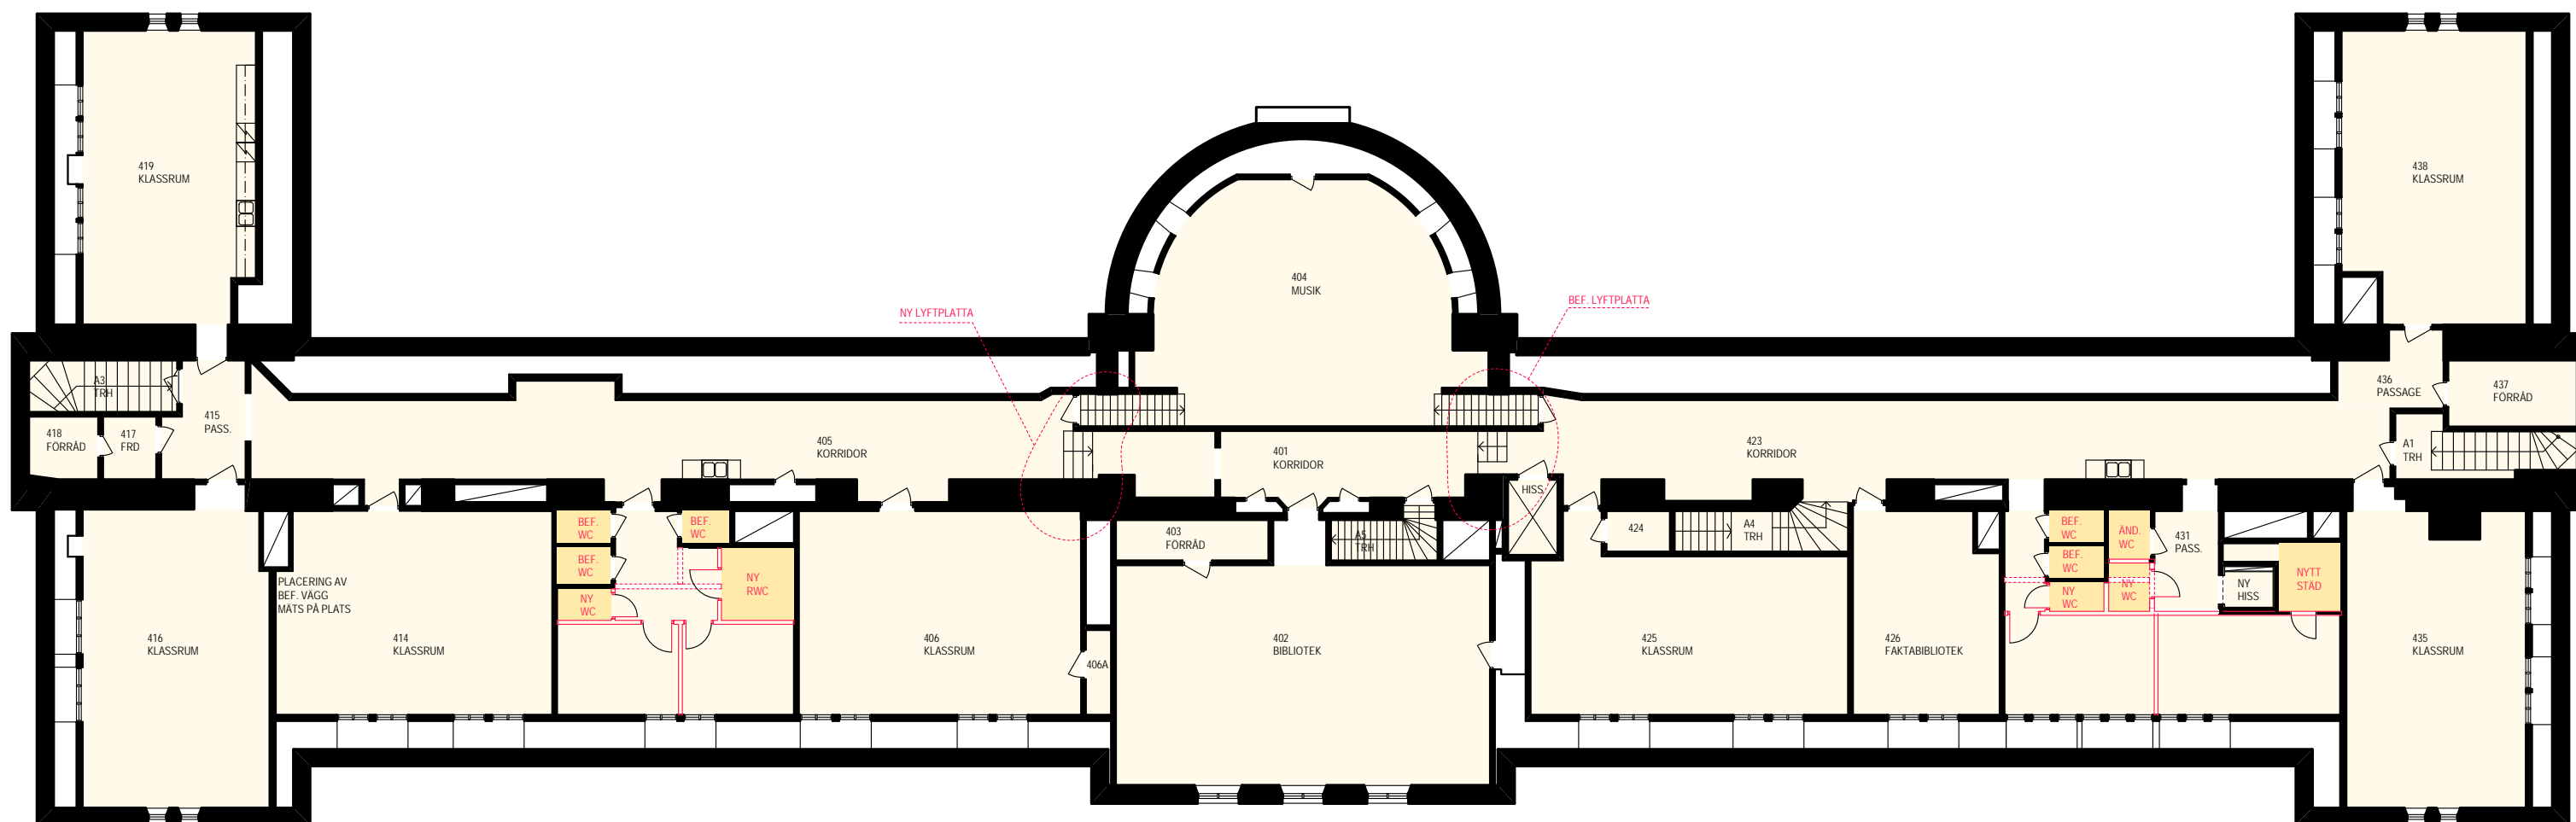 419
KLASSRUM
438
KLASSRUM
404
MUSIK
NY LYFTPLATTA
BEF. LYFTPLATTA
A3
TRH
415
PASS.
418
FÖRRÅD
417
FRD
405
KORRIDOR
401
KORRIDOR
423
KORRIDOR
436
PASSAGE
437
FÖRRÅD
A1
TRH
HISS
BEF.
WC
BEF.
WC
BEF.
WC
NY
WC
NY
RWC
403
FÖRRÅD
A5
TRH
424
A4
TRH
BEF.
WC
ÄND.
WC
431
PASS.
BEF.
WC
NY
WC
NY
WC
NY
HISS
NYTT
STÄD
PLACERING AV
BEF. VÄGG
MÄTS PÅ PLATS
416
KLASSRUM
414
KLASSRUM
406
KLASSRUM
406A
402
BIBLIOTEK
425
KLASSRUM
426
FAKTABIBLIOTEK
435
KLASSRUM